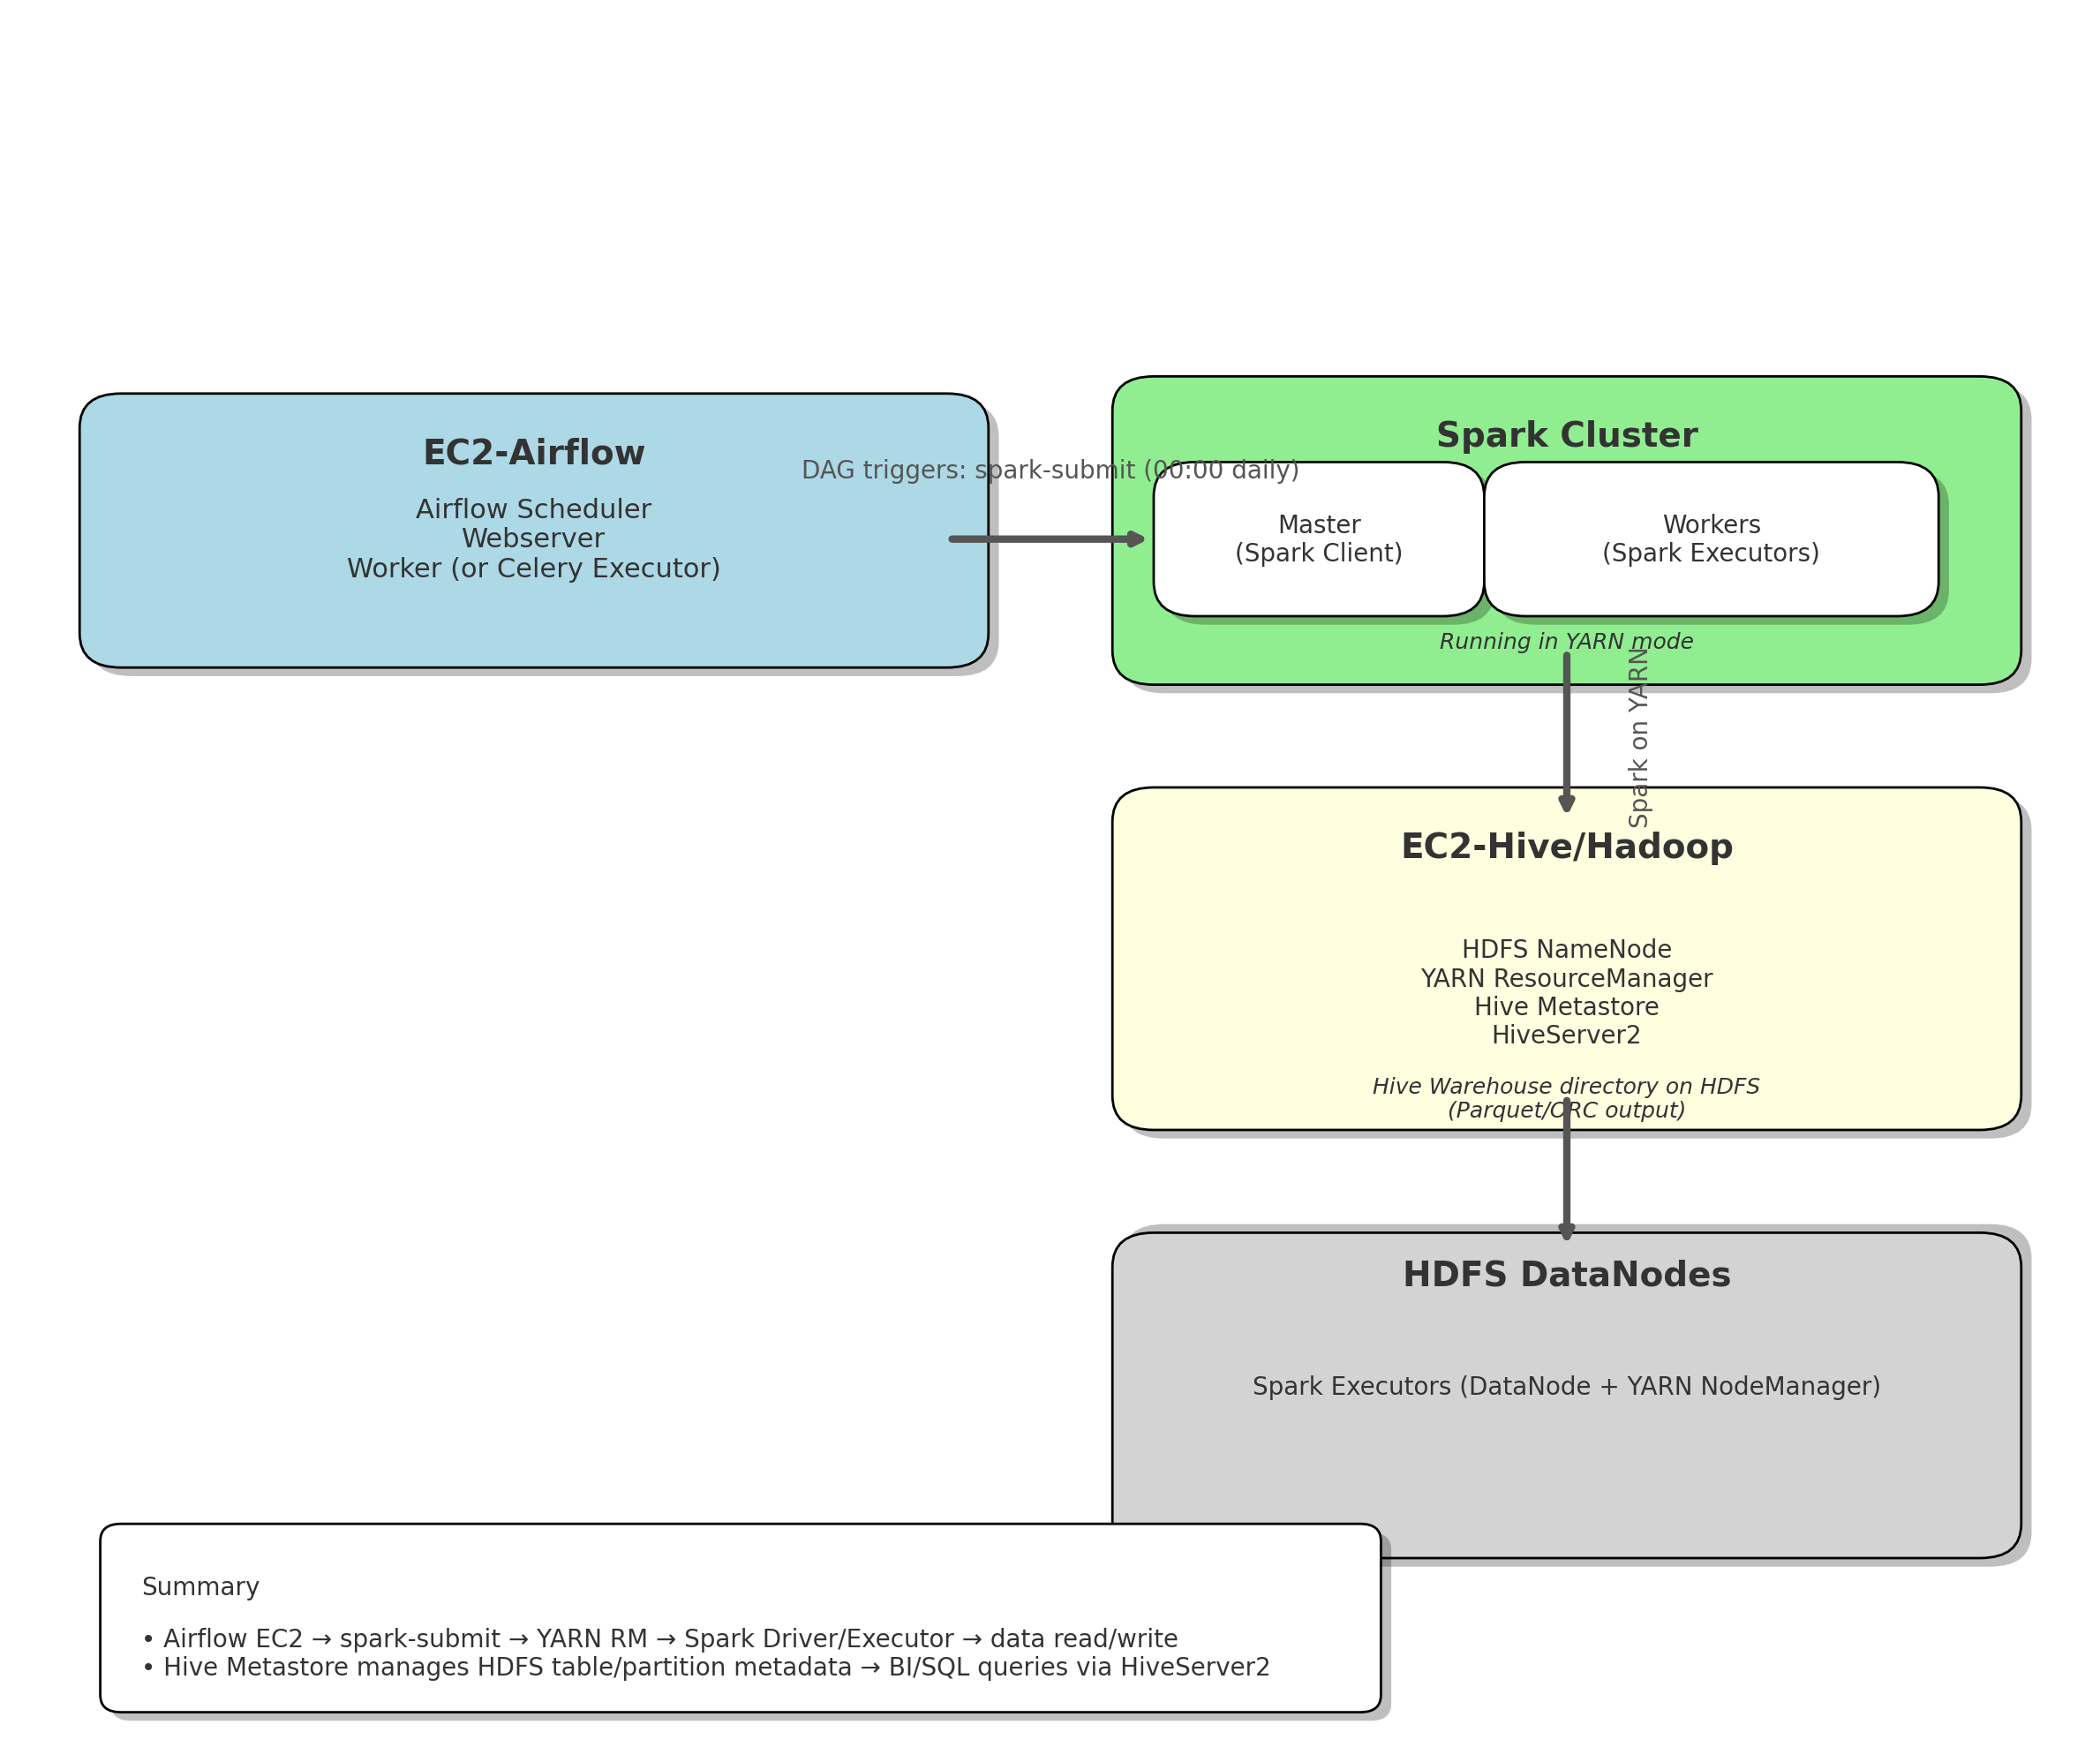 EC2-Airflow
Airflow Scheduler
Webserver
Worker (or Celery Executor)
DAG triggers: spark-submit (00:00 daily)
Spark Cluster
Master
(Spark Client)
Workers
(Spark Executors)
Running in YARN mode
Spark on YARN
EC2-Hive/Hadoop
HDFS NameNode
YARN ResourceManager
Hive Metastore
HiveServer2
Hive Warehouse directory on HDFS
(Parquet/ORC output)
HDFS DataNodes
Spark Executors (DataNode + YARN NodeManager)
Summary
• Airflow EC2 → spark-submit → YARN RM → Spark Driver/Executor → data read/write
• Hive Metastore manages HDFS table/partition metadata → BI/SQL queries via HiveServer2